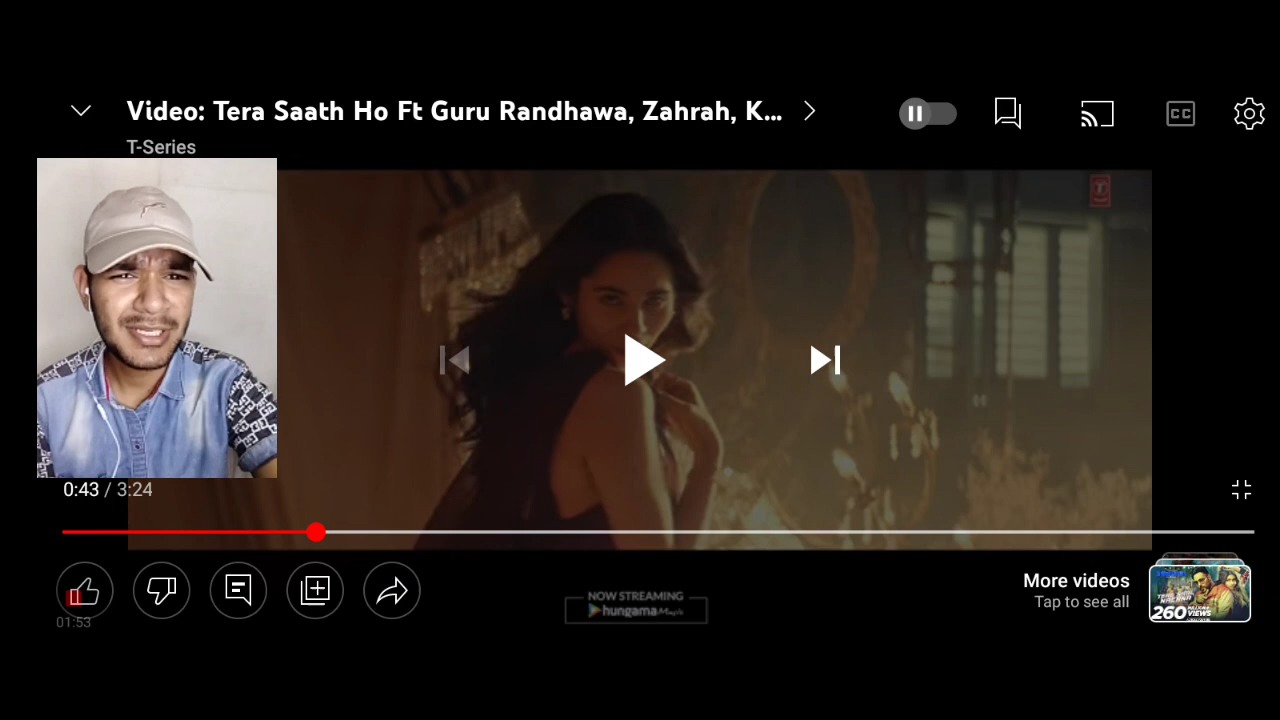 Video: Tera Saath Ho Ft Guru Randhawa, Zahrah, K...
T-Series
CC
0:43 / 3:24
More videos
Tap to see all
260
VIEWS
NOW STREAMING
hungama
01:53